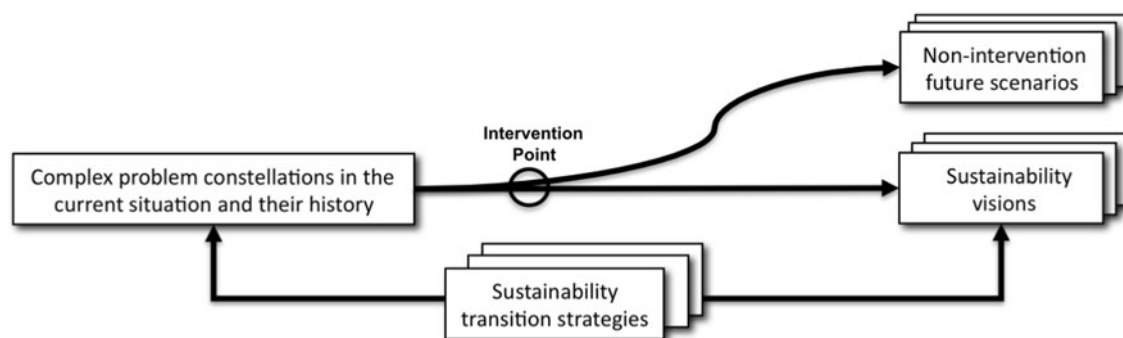 Non-intervention
future scenarios
Intervention
Point
Complex problem constellations in the
current situation and their history
Sustainability
visions
Sustainability
transition strategies